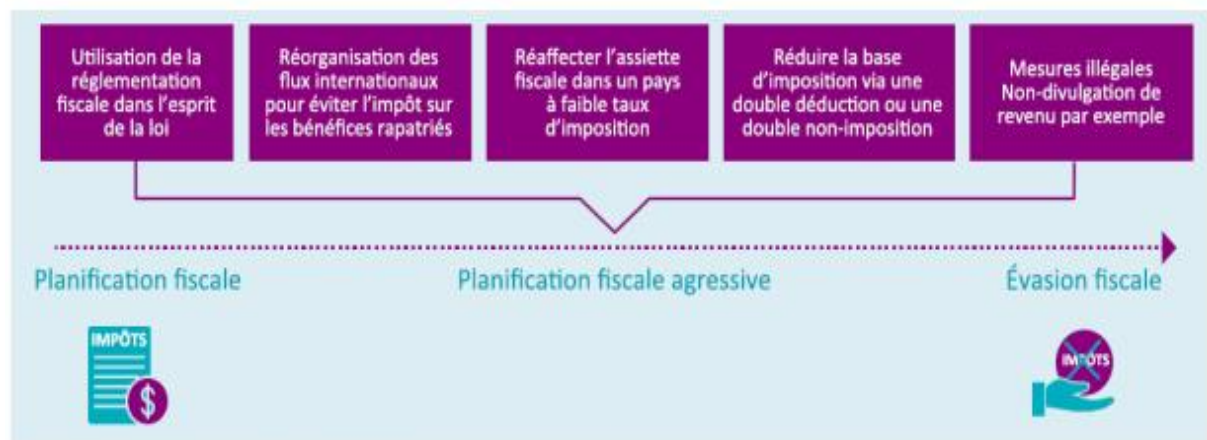 Utilisation de la
réglementation
fiscale dans l'esprit
de la loi
Réorganisation des
flux internationaux
pour éviter l'impôt sur
les bénéfices rapatriés
Réaffecter l'assiette
fiscale dans un pays
à faible taux
d'imposition
Réduire la base
d'imposition via une
double déduction ou une
double non-imposition
Mesures illégales
Non-divulgation de
revenu par exemple
Planification fiscale
Planification fiscale agressive
Évasion fiscale
IMPÔTS
$
IMPÔTS